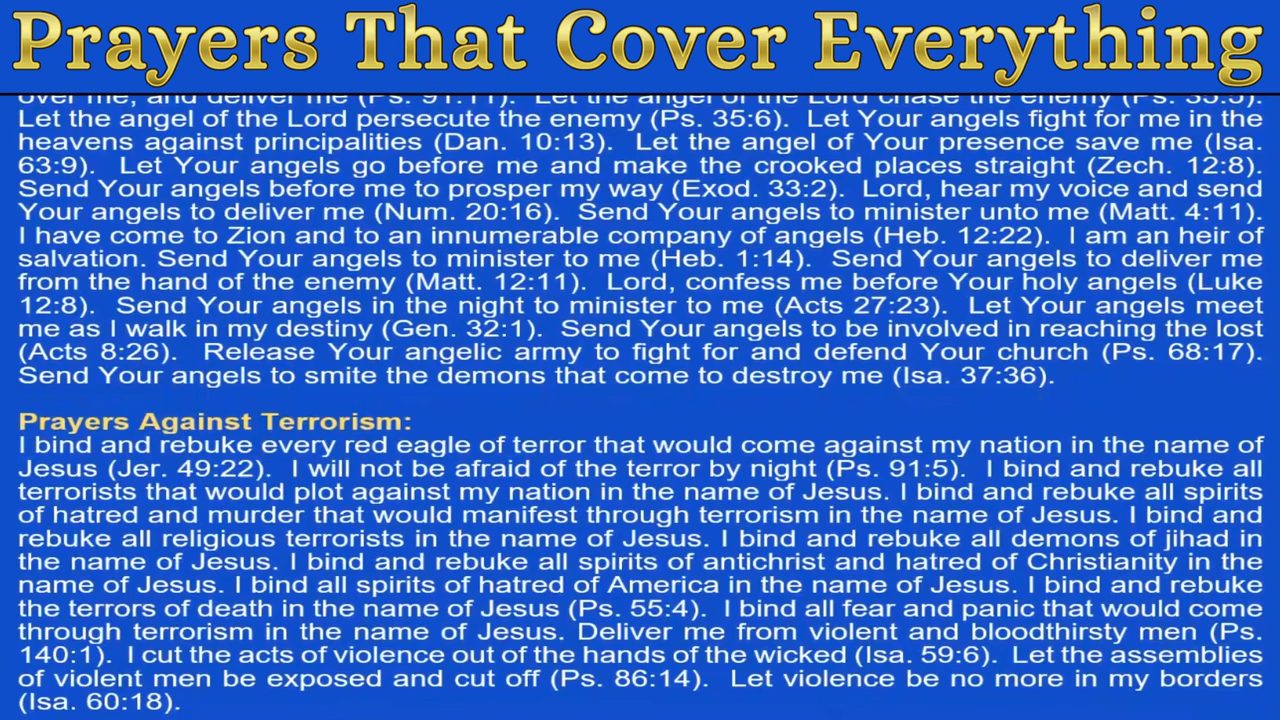 Prayers That Cover Everything
over me, and deliver me (Ps. 91:11).  Let the angel of the Lord chase the enemy (Ps. 35:5).
Let the angel of the Lord persecute the enemy (Ps. 35:6).  Let Your angels fight for me in the
heavens against principalities (Dan. 10:13).  Let the angel of Your presence save me (Isa.
63:9).  Let Your angels go before me and make the crooked places straight (Zech. 12:8).
Send Your angels before me to prosper my way (Exod. 33:2).  Lord, hear my voice and send
Your angels to deliver me (Num. 20:16).  Send Your angels to minister unto me (Matt. 4:11).
I have come to Zion and to an innumerable company of angels (Heb. 12:22).  I am an heir of
salvation. Send Your angels to minister to me (Heb. 1:14).  Send Your angels to deliver me
from the hand of the enemy (Matt. 12:11).  Lord, confess me before Your holy angels (Luke
12:8).  Send Your angels in the night to minister to me (Acts 27:23).  Let Your angels meet
me as I walk in my destiny (Gen. 32:1).  Send Your angels to be involved in reaching the lost
(Acts 8:26).  Release Your angelic army to fight for and defend Your church (Ps. 68:17).
Send Your angels to smite the demons that come to destroy me (Isa. 37:36).
Prayers Against Terrorism:
I bind and rebuke every red eagle of terror that would come against my nation in the name of
Jesus (Jer. 49:22).  I will not be afraid of the terror by night (Ps. 91:5).  I bind and rebuke all
terrorists that would plot against my nation in the name of Jesus. I bind and rebuke all spirits
of hatred and murder that would manifest through terrorism in the name of Jesus. I bind and
rebuke all religious terrorists in the name of Jesus. I bind and rebuke all demons of jihad in
the name of Jesus. I bind and rebuke all spirits of antichrist and hatred of Christianity in the
name of Jesus. I bind all spirits of hatred of America in the name of Jesus. I bind and rebuke
the terrors of death in the name of Jesus (Ps. 55:4).  I bind all fear and panic that would come
through terrorism in the name of Jesus. Deliver me from violent and bloodthirsty men (Ps.
140:1).  I cut the acts of violence out of the hands of the wicked (Isa. 59:6).  Let the assemblies
of violent men be exposed and cut off (Ps. 86:14).  Let violence be no more in my borders
(Isa. 60:18).